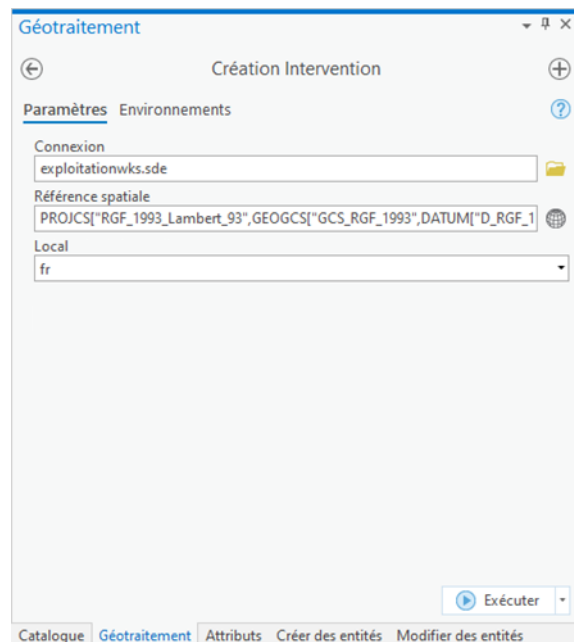 Géotraitement
Création Intervention
Paramètres Environnements
Connexion
exploitationwks.sde
Référence spatiale
PROJCS["RGF_1993_Lambert_93",GEOGCS["GCS_RGF_1993",DATUM["D_RGF_1
Local
fr
Exécuter
Catalogue Géotraitement Attributs Créer des entités Modifier des entités